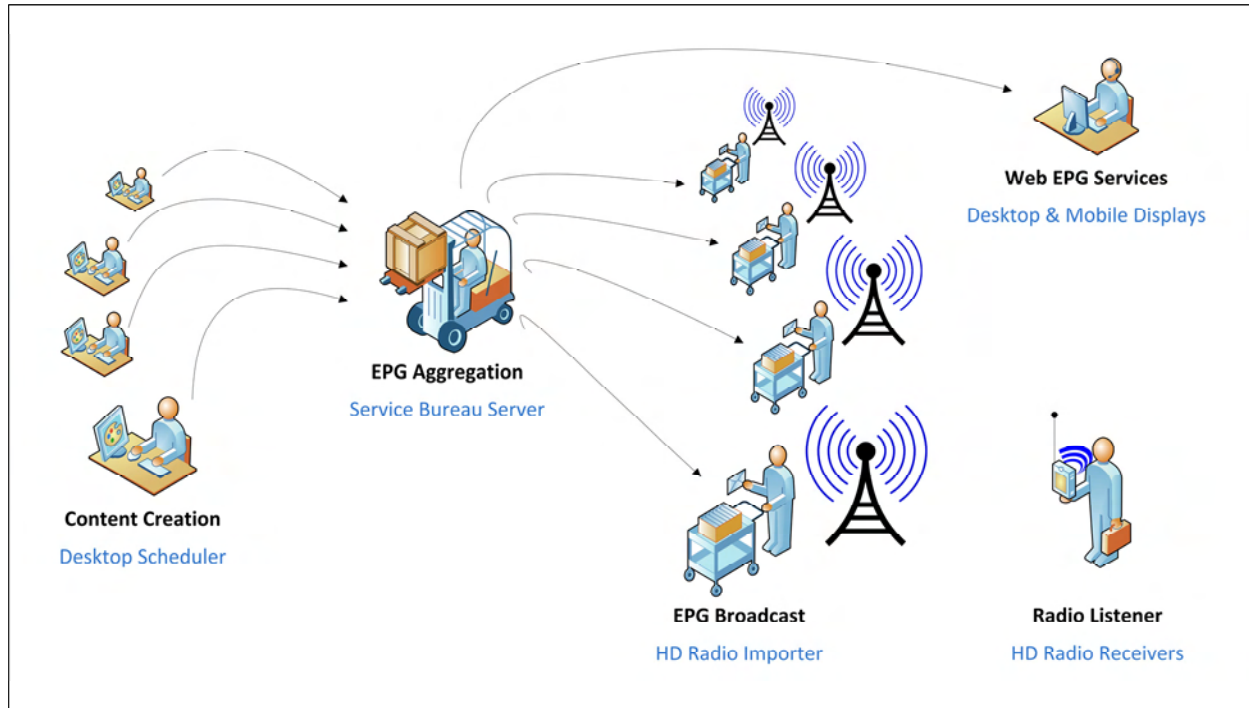 Web EPG Services
Desktop & Mobile Displays
EPG Aggregation
Service Bureau Server
Content Creation
Desktop Scheduler
EPG Broadcast
HD Radio Importer
Radio Listener
HD Radio Receivers